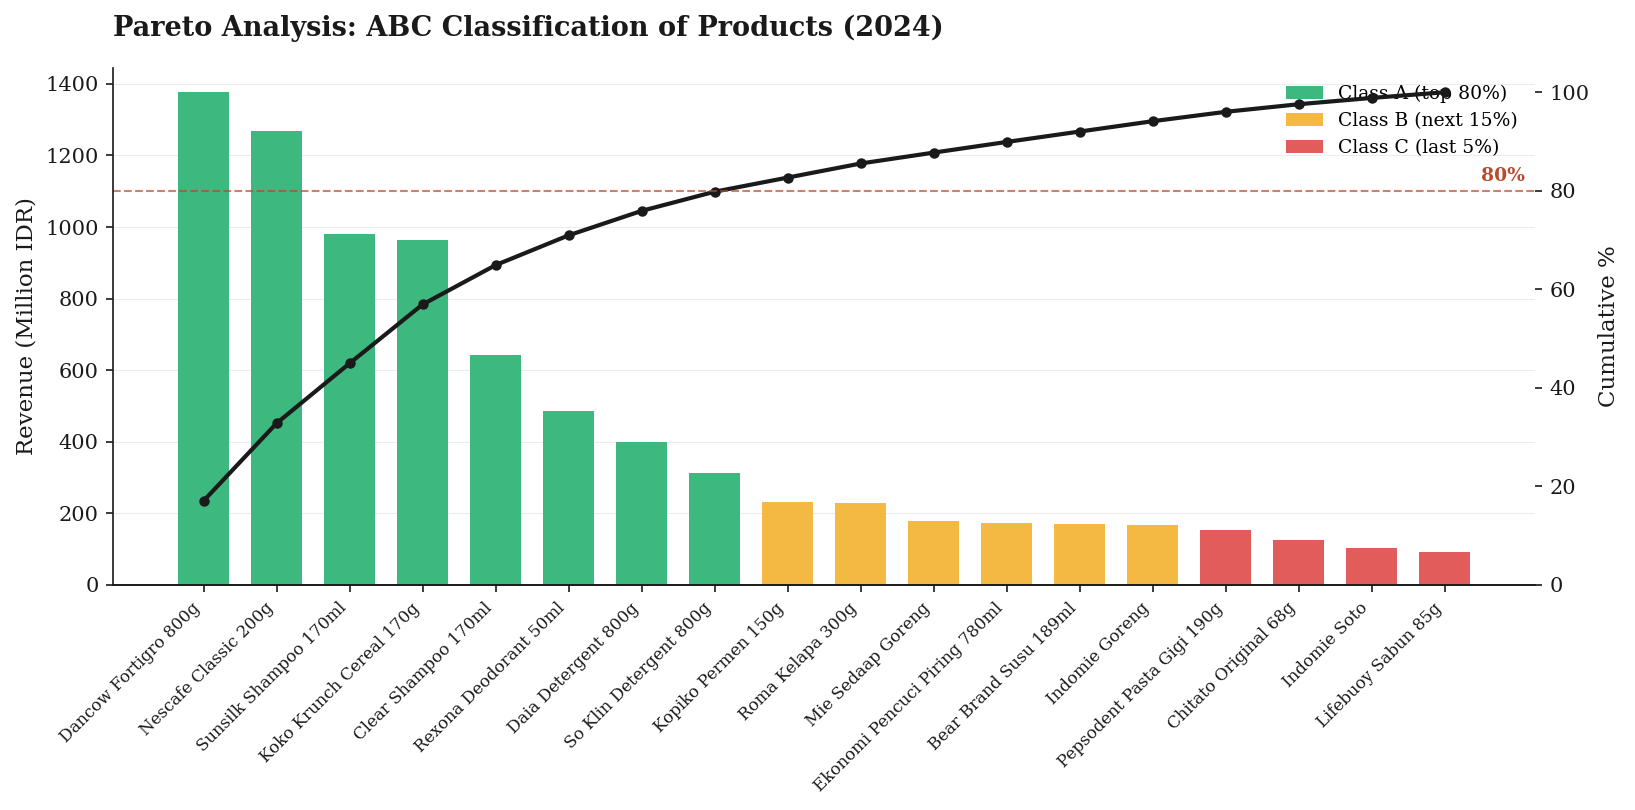 Pareto Analysis: ABC Classification of Products (2024)
Revenue (Million IDR)
1400
1200
1000
800
600
400
200
0
Class A (top 80%)
Class B (next 15%)
Class C (last 5%)
80%
100
80
60
40
20
0
Cumulative %
Dancow Fortigro 800g
Nescafe Classic 200g
Sunsilk Shampoo 170ml
Koko Krunch Cereal 170g
Clear Shampoo 170ml
Rexona Deodorant 50ml
Daia Detergent 800g
So Klin Detergent 800g
Kopiko Permen 150g
Roma Kelapa 300g
Mie Sedaap Goreng
Ekonomi Pencuci Piring 780ml
Bear Brand Susu 189ml
Indomie Goreng
Pepsodent Pasta Gigi 190g
Chitato Original 68g
Indomie Soto
Lifebuoy Sabun 85g